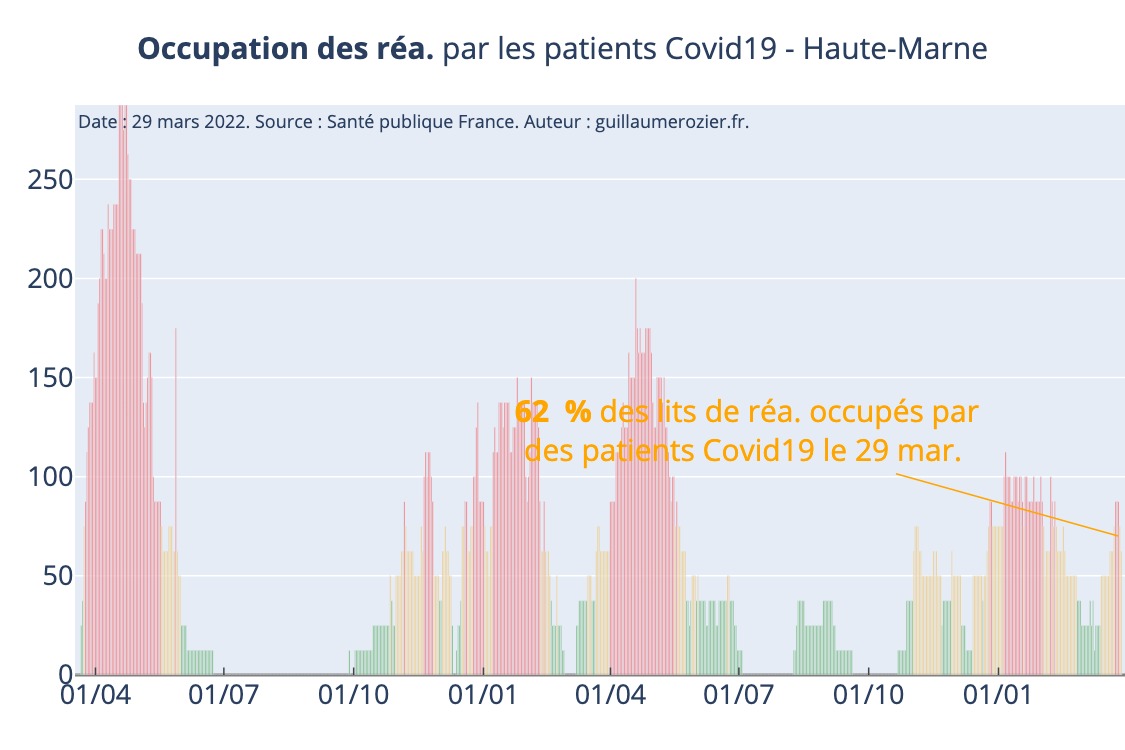 Occupation des réa. par les patients Covid19 - Haute-Marne
Date : 29 mars 2022. Source : Santé publique France. Auteur : guillaumerozier.fr.
250
200
150
62 % des lits de réa. occupés par
des patients Covid19 le 29 mar.
100
50
0
01/04 01/07 01/10 01/01 01/04 01/07 01/10 01/01